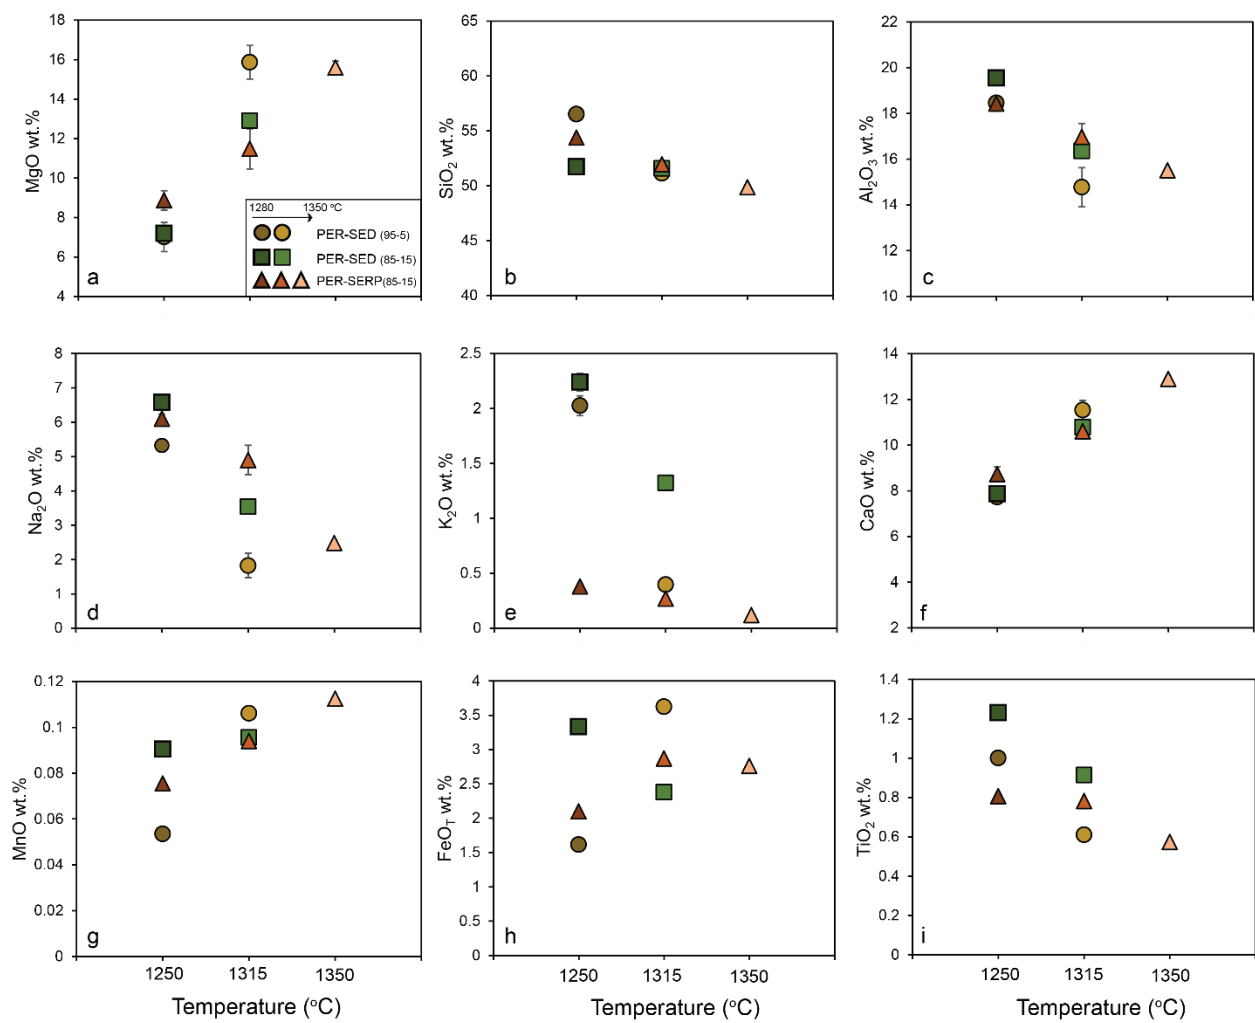 18
16
14
12
10
8
6
4
MgO wt.%
1280 1350 °C
PER-SED (95-5)
PER-SED (85-15)
PER-SERP(85-15)
a
65
60
55
50
45
40
SiO₂ wt.%
b
22
20
18
16
14
12
10
Al₂O₃ wt.%
c
8
7
6
5
4
3
2
1
0
Na₂O wt.%
d
2.5
2
1.5
1
0.5
0
K₂O wt.%
e
14
12
10
8
6
4
2
CaO wt.%
f
0.12
0.1
0.08
0.06
0.04
0.02
0
MnO wt.%
g
1250 1315 1350
Temperature (°C)
4
3.5
3
2.5
2
1.5
1
0.5
0
FeO_T wt.%
h
1250 1315 1350
Temperature (°C)
1.4
1.2
1
0.8
0.6
0.4
0.2
0
TiO₂ wt.%
i
1250 1315 1350
Temperature (°C)